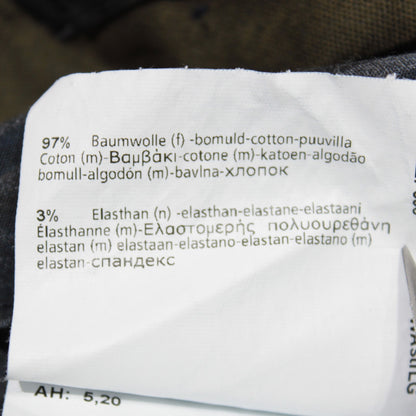 97% Baumwolle (f) -bomuld-cotton-puuvilla
Coton (m)-Βαμβάκι-cotone (m)-katoen-algodão
bomull-algodón (m)-bavlna-хлопок
3% Elasthan (n) -elasthan-elastane-elastaani
Élasthanne (m)-Ελαστομερής πολυουρεθάνη
elastan (m) elastaan-elastano-elastan-elastano (m)
elastan-спандекс
AH: 5,20